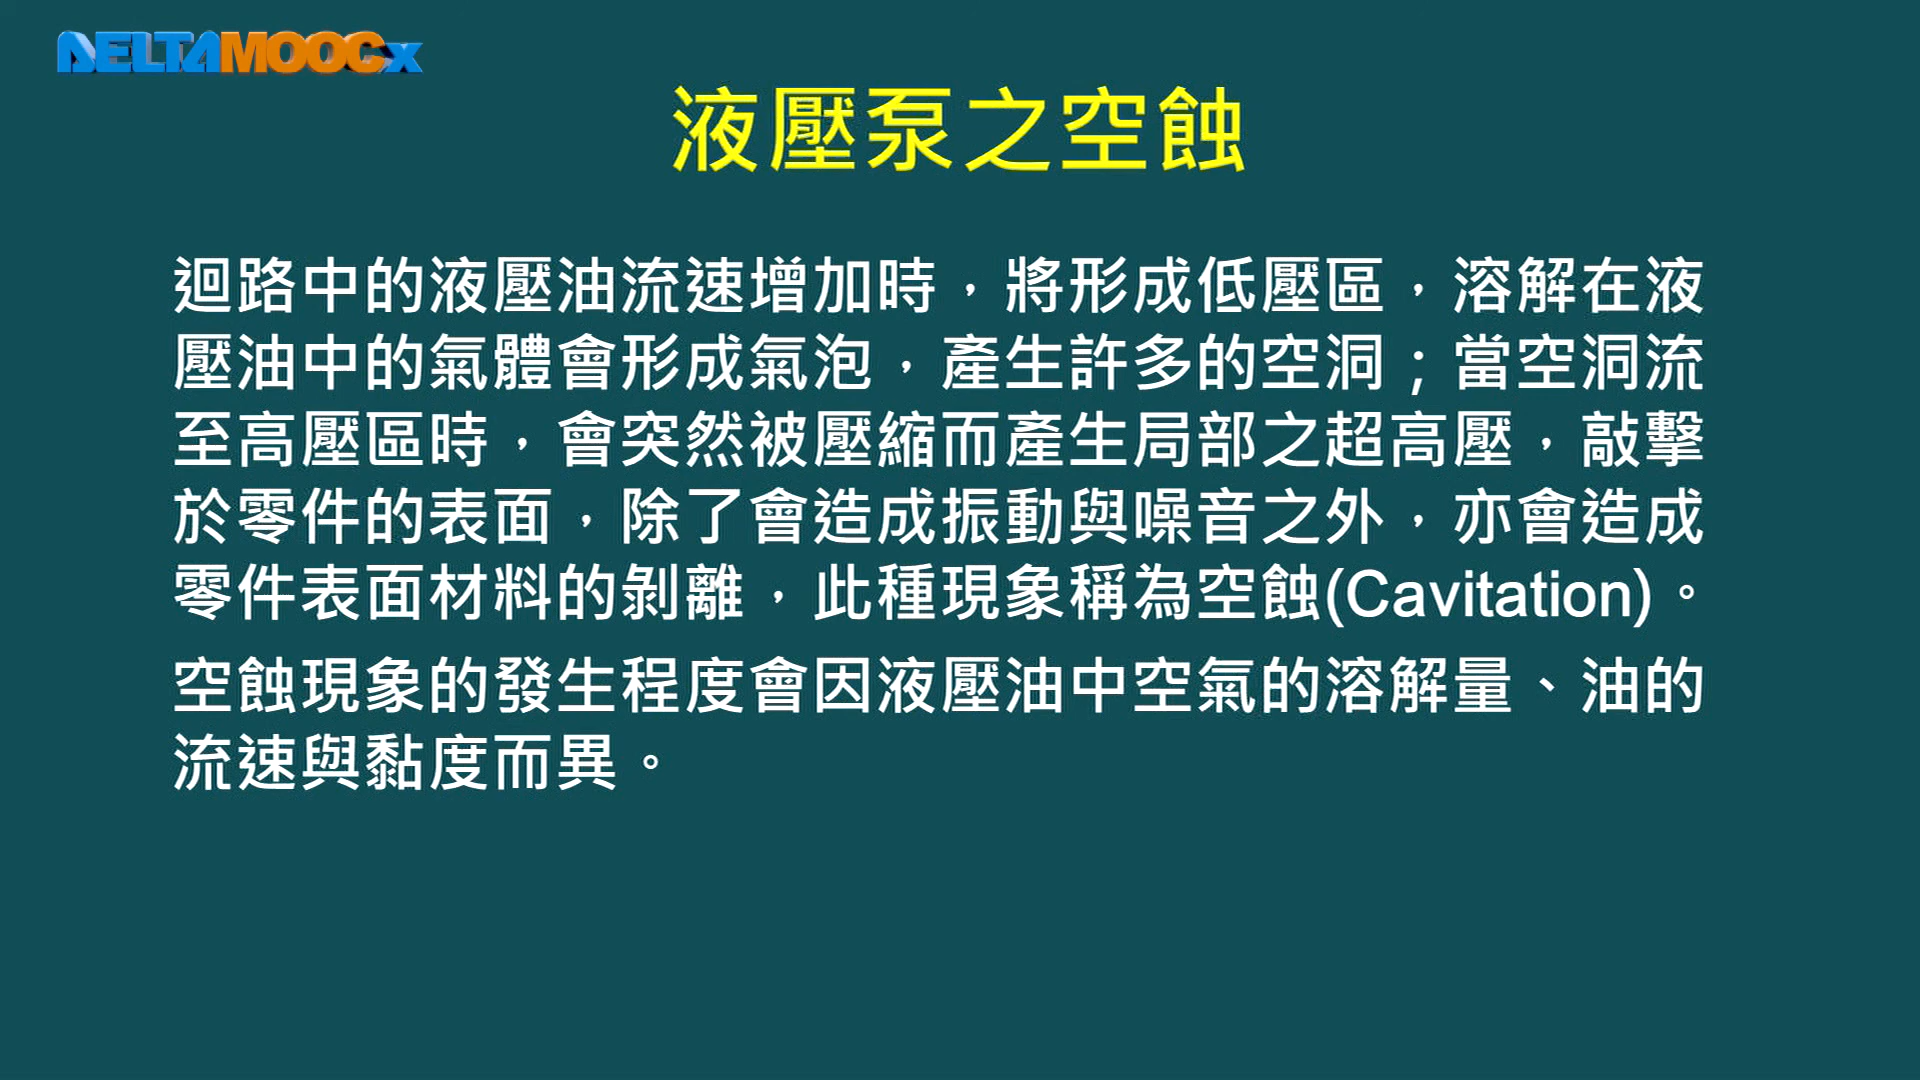 DELTAMOOCx
液壓泵之空蝕
迴路中的液壓油流速增加時，將形成低壓區，溶解在液
壓油中的氣體會形成氣泡，產生許多的空洞；當空洞流
至高壓區時，會突然被壓縮而產生局部之超高壓，敲擊
於零件的表面，除了會造成振動與噪音之外，亦會造成
零件表面材料的剝離，此種現象稱為空蝕(Cavitation)。
空蝕現象的發生程度會因液壓油中空氣的溶解量、油的
流速與黏度而異。